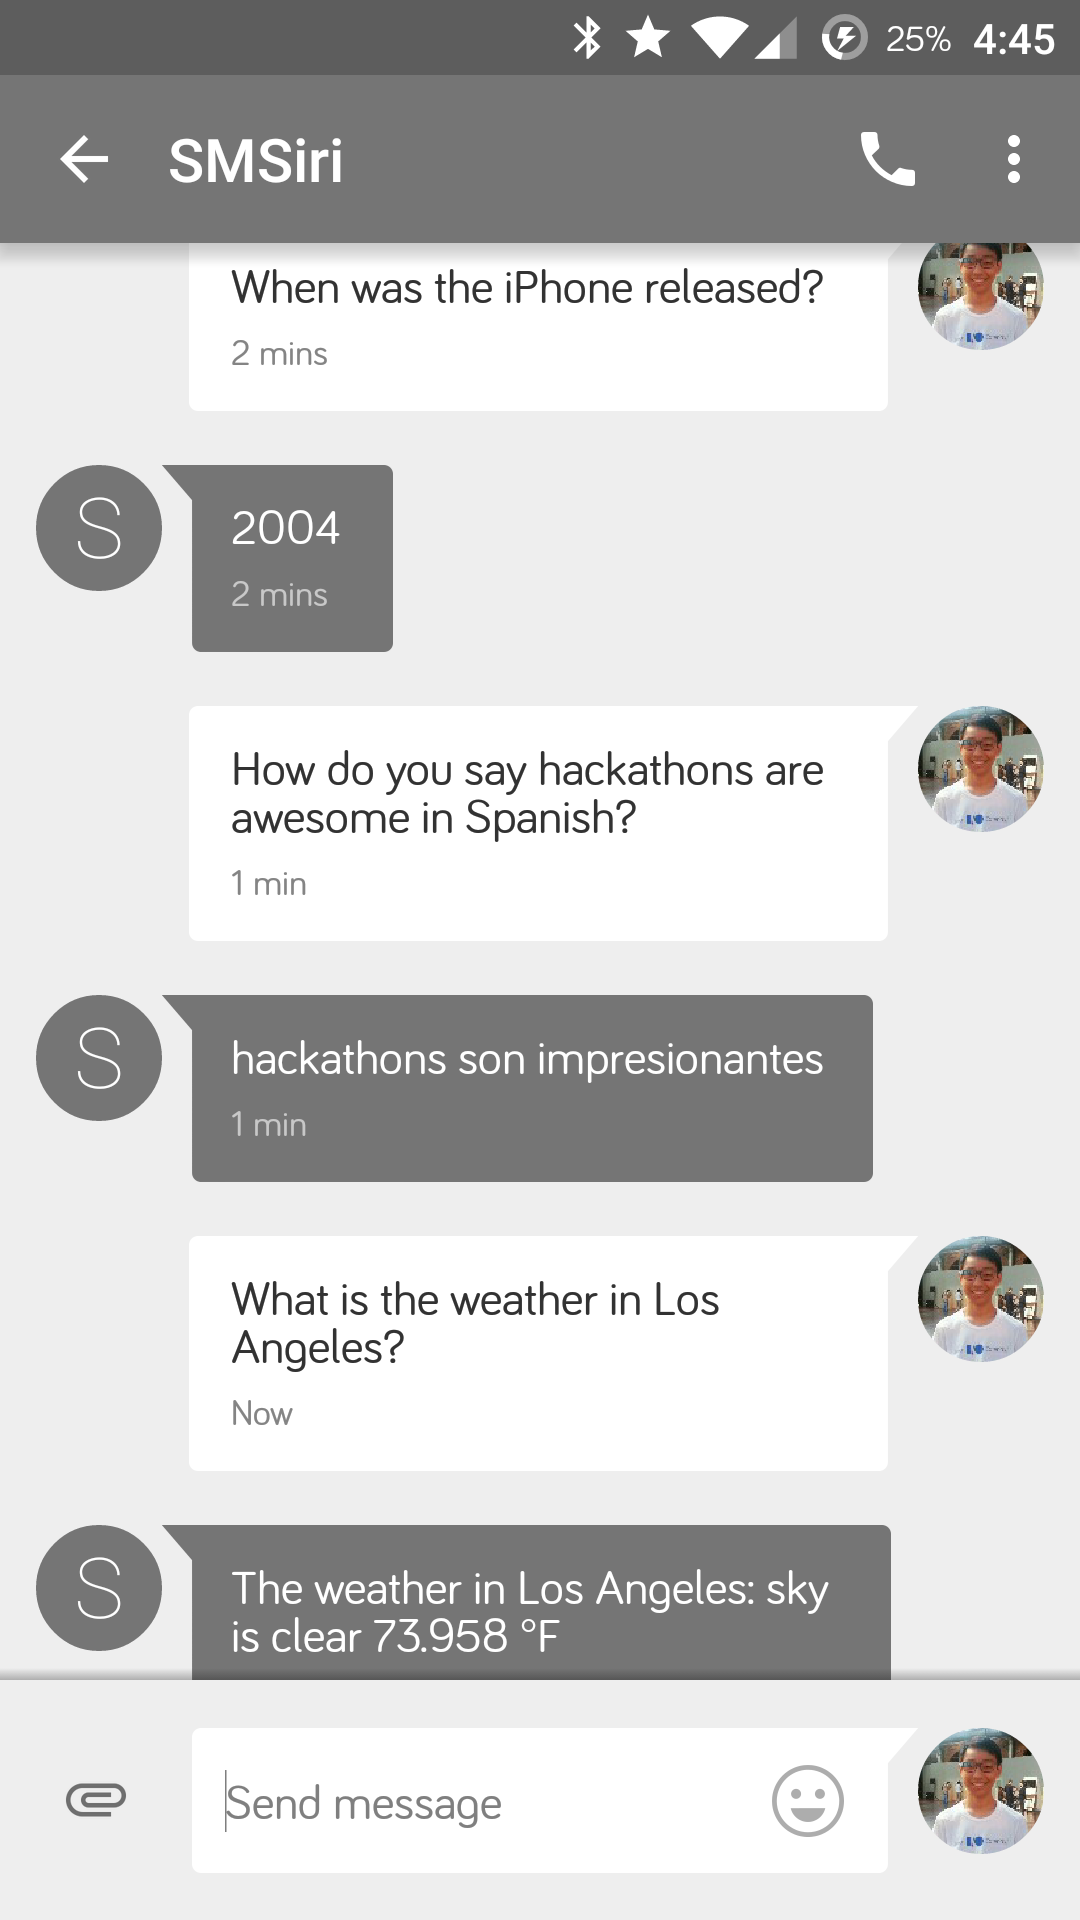 25% 4:45
SMSiri
When was the iPhone released?
2 mins
S
2004
2 mins
How do you say hackathons are
awesome in Spanish?
1 min
S
hackathons son impresionantes
1 min
What is the weather in Los
Angeles?
Now
S
The weather in Los Angeles: sky
is clear 73.958 °F
Send message